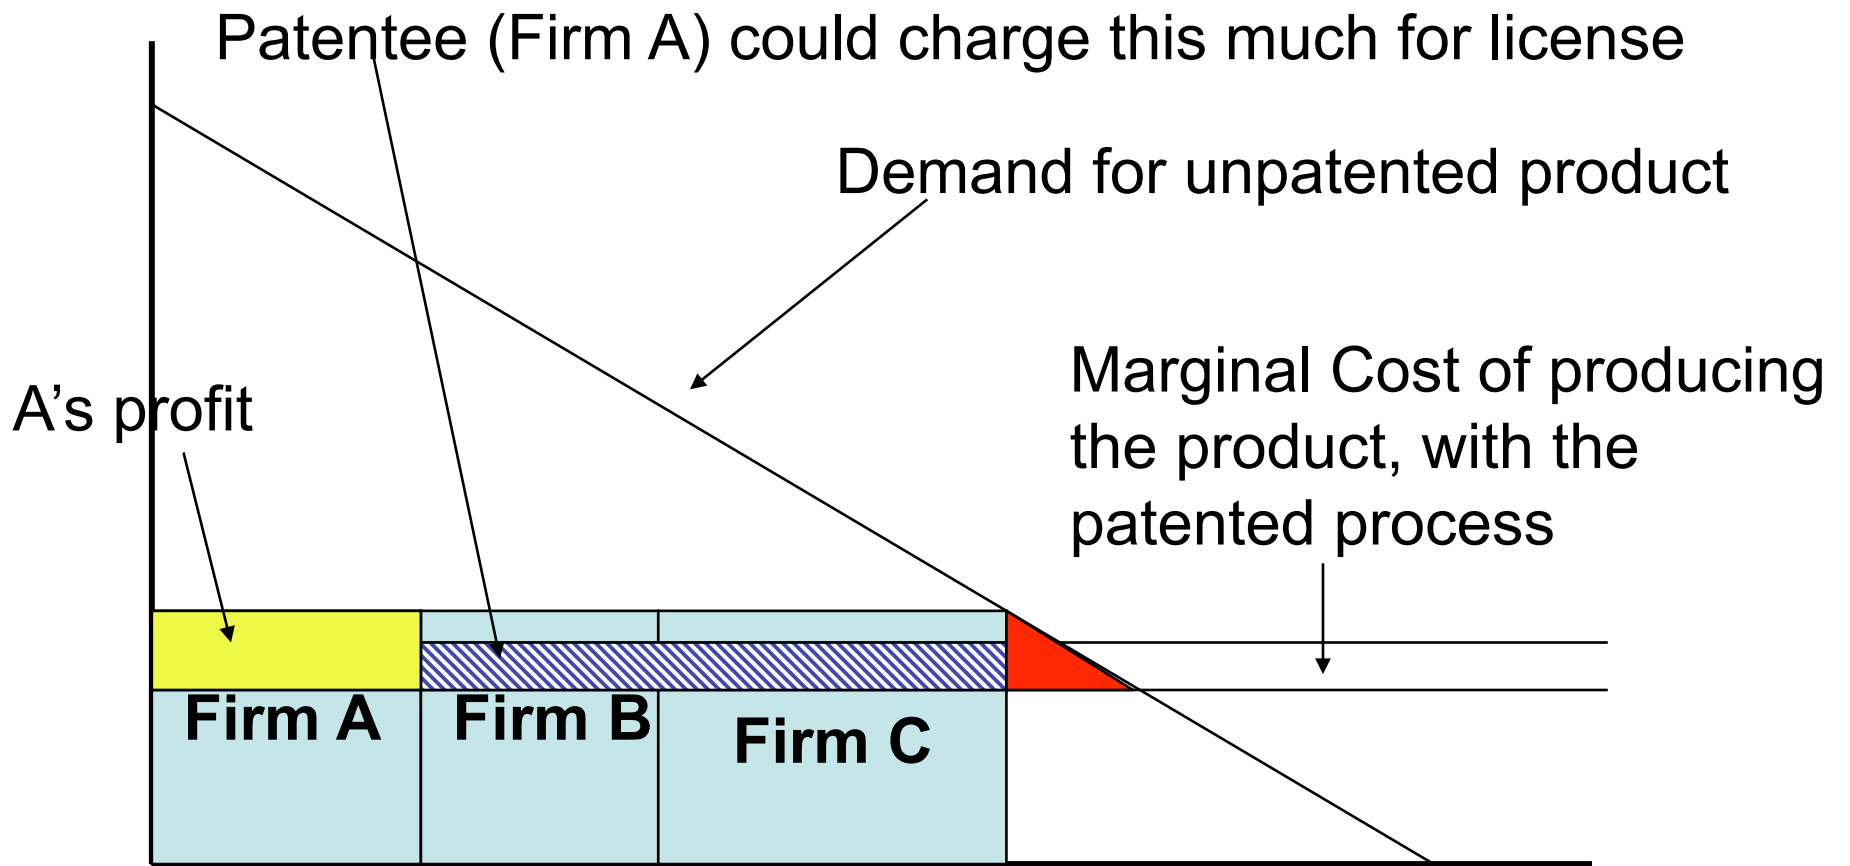 Patentee (Firm A) could charge this much for license
Demand for unpatented product
Marginal Cost of producing
the product, with the
patented process
A’s profit
Firm A
Firm B
Firm C